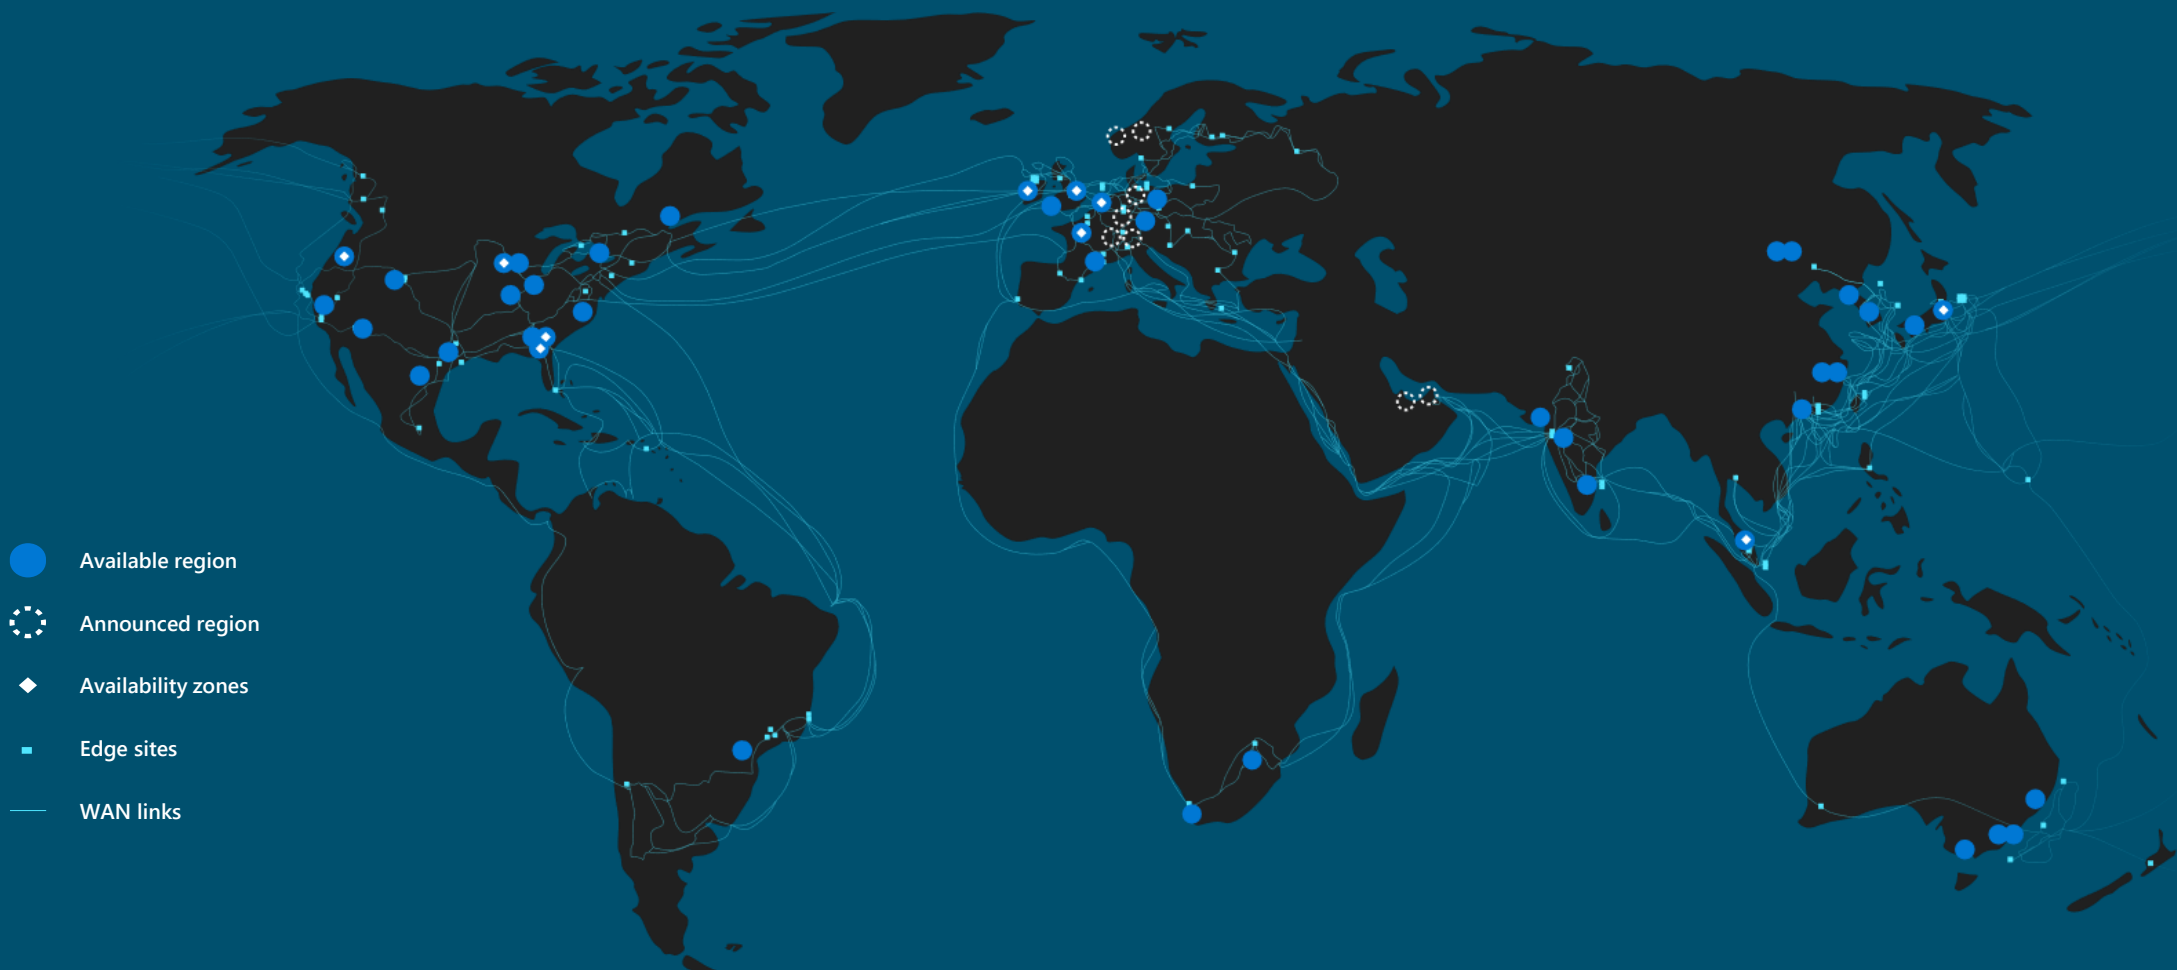 Available region
Announced region
Availability zones
Edge sites
WAN links